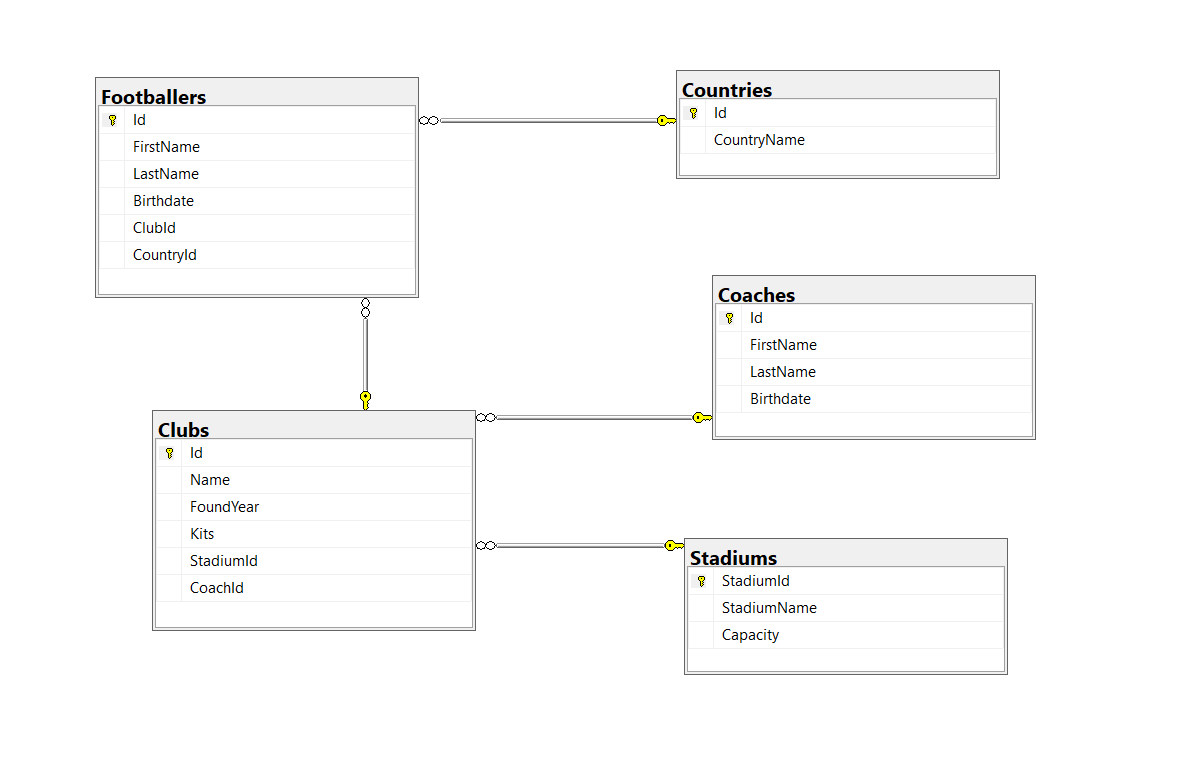 Footballers
Id
FirstName
LastName
Birthdate
ClubId
CountryId
Countries
Id
CountryName
Coaches
Id
FirstName
LastName
Birthdate
Clubs
Id
Name
FoundYear
Kits
StadiumId
CoachId
Stadiums
StadiumId
StadiumName
Capacity